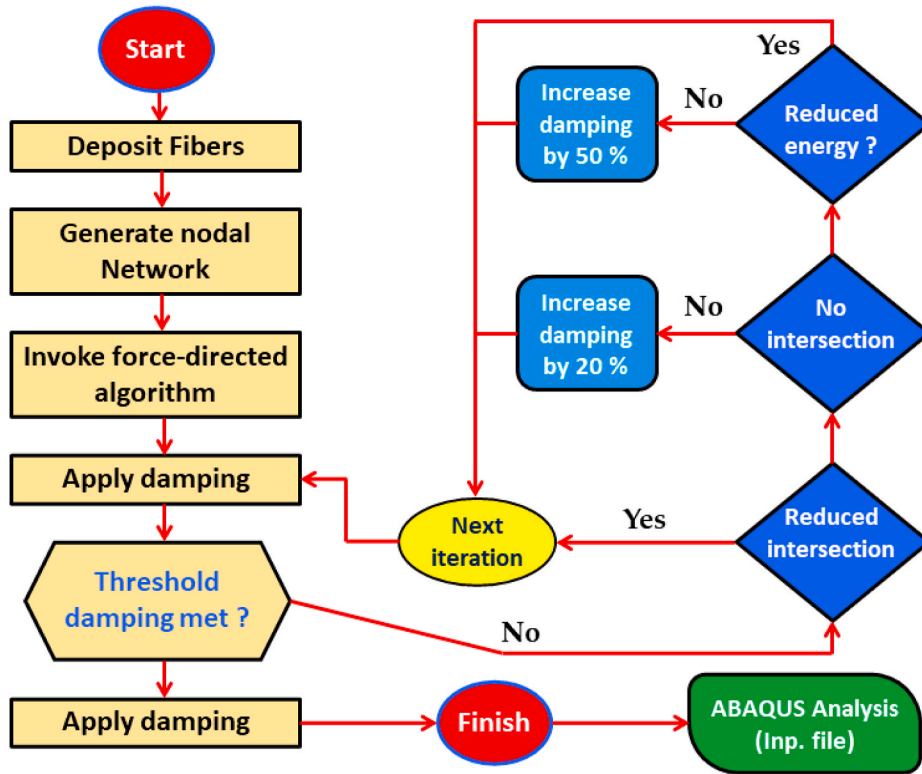 Start
Deposit Fibers
Generate nodal
Network
Invoke force-directed
algorithm
Apply damping
Threshold
damping met ?
Apply damping
Finish
ABAQUS Analysis
(Inp. file)
No
Reduced
intersection
Yes
Next
iteration
No
intersection
No
Increase
damping
by 20 %
Reduced
energy ?
No
Increase
damping
by 50 %
Yes